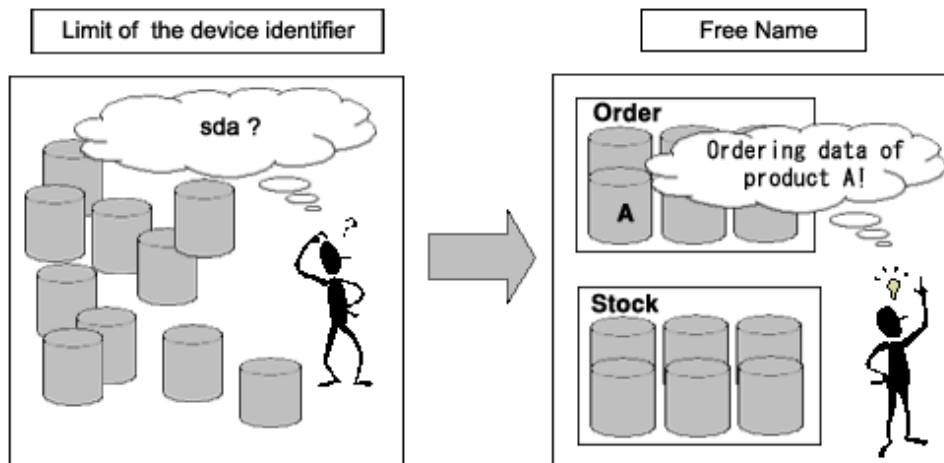 Limit of the device identifier
Free Name
sda ?
?
Order
Ordering data of
product A!
A
Stock